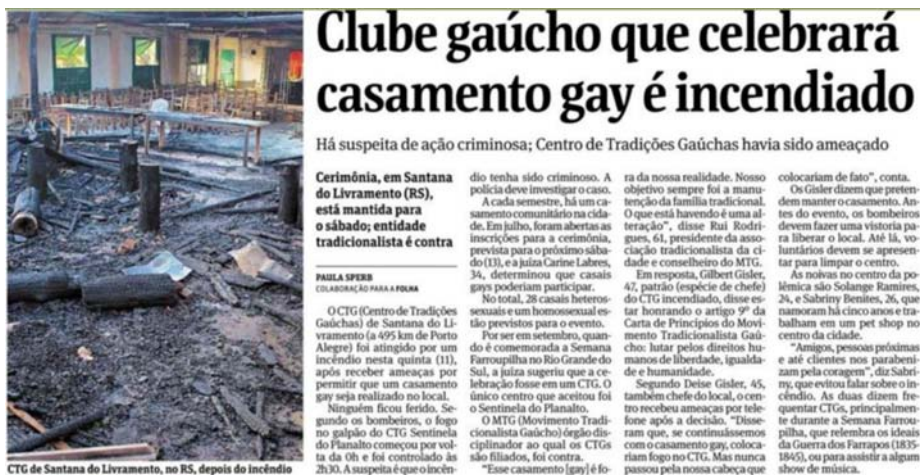 Clube gaúcho que celebrará
casamento gay é incendiado
Há suspeita de ação criminosa; Centro de Tradições Gaúchas havia sido ameaçado
Cerimônia, em Santana
do Livramento (RS),
está mantida para
o sábado; entidade
tradicionalista é contra
PAULA SPERB
COLABORAÇÃO PARA A FOLHA
O CTG (Centro de Tradições
Gaúchas) de Santana do Li-
vramento (a 495 km de Porto
Alegre) foi atingido por um
incêndio nesta quinta (11),
após receber ameaças por
permitir que um casamento
gay seja realizado no local.
Ninguém ficou ferido. Se-
gundo os bombeiros, o fogo
no galpão do CTG Sentinela
do Planalto começou por vol-
ta da 0h e foi controlado às
2h30. A suspeita é que o incên-
dio tenha sido criminoso. A
polícia deve investigar o caso.
A cada semestre, há um ca-
samento comunitário na cida-
de. Em julho, foram abertas as
inscrições para a cerimônia,
prevista para o próximo sába-
do (13), e a juíza Carine Labres,
34, determinou que casais
gays poderiam participar.
No total, 28 casais heteros-
sexuais e um homossexual es-
tão previstos para o evento.
Por ser em setembro, quan-
do é comemorada a Semana
Farroupilha no Rio Grande do
Sul, a juíza sugeriu que a ce-
lebração fosse em um CTG. O
único centro que aceitou foi
o Sentinela do Planalto.
O MTG (Movimento Tradi-
cionalista Gaúcho) órgão dis-
ciplinador ao qual os CTGs
são filiados, foi contra.
"Esse casamento [gay] é fo-
ra da nossa realidade. Nosso
objetivo sempre foi a manu-
tenção da família tradicional.
O que está havendo é uma al-
teração", disse Rui Rodri-
gues, 61, presidente da asso-
ciação tradicionalista da ci-
dade e conselheiro do MTG.
Em resposta, Gilbert Gisler,
47, patrão (espécie de chefe)
do CTG incendiado, disse es-
tar honrando o artigo 9º da
Carta de Princípios do Movi-
mento Tradicionalista Gaú-
cho: lutar pelos direitos hu-
manos de liberdade, igualda-
de e humanidade.
Segundo Deise Gisler, 45,
também chefe do local, o cen-
tro recebeu ameaças por tele-
fone após a decisão. "Disse-
ram que, se continuássemos
com o casamento gay, coloca-
riam fogo no CTG. Mas nunca
passou pela nossa cabeça que
colocariam de fato", conta.
Os Gisler dizem que preten-
dem manter o casamento. An-
tes do evento, os bombeiros
devem fazer uma vistoria pa-
ra liberar o local. Até lá, vo-
luntários devem se apresen-
tar para limpar o centro.
As noivas no centro da po-
lêmica são Solange Ramires,
24, e Sabriny Benites, 26, que
namoram há cinco anos e tra-
balham em um pet shop no
centro da cidade.
"Amigos, pessoas próximas
e até clientes nos parabeni-
zam pela coragem", diz Sabri-
ny, que evitou falar sobre o in-
cêndio. As duas dizem fre-
quentar CTGs, principalmen-
te durante a Semana Farrou-
pilha, que relembra os ideais
da Guerra dos Farrapos (1835-
1845), ou para assistir a algum
show de música.
CTG de Santana do Livramento, no RS, depois do incêndio